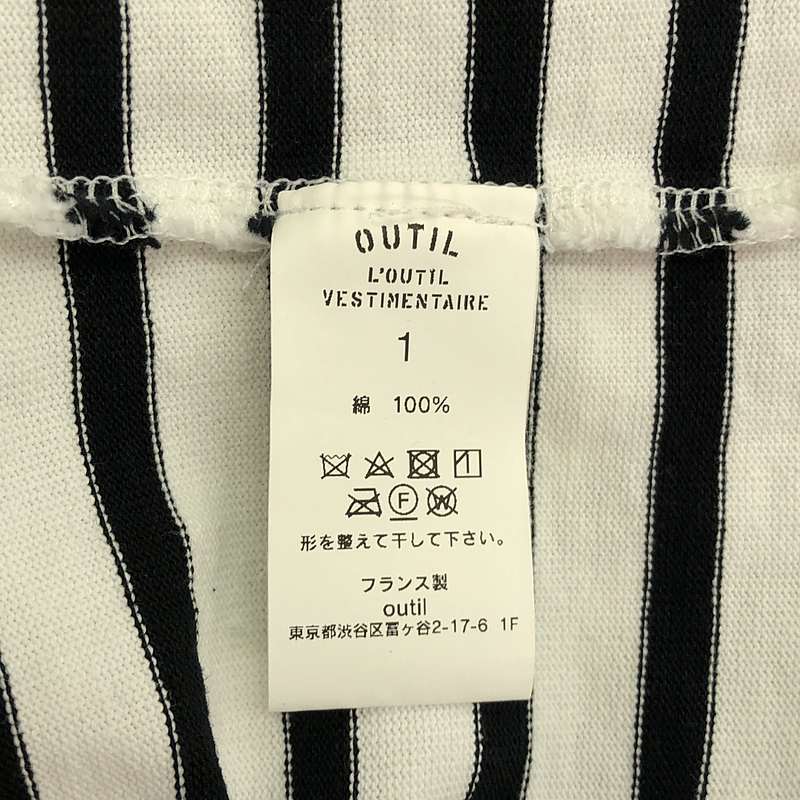 OUTIL
L'OUTIL
VESTIMENTAIRE
1
綿 100%
F W
形を整えて干して下さい。
フランス製
outil
東京都渋谷区冨ヶ谷2-17-6 1F